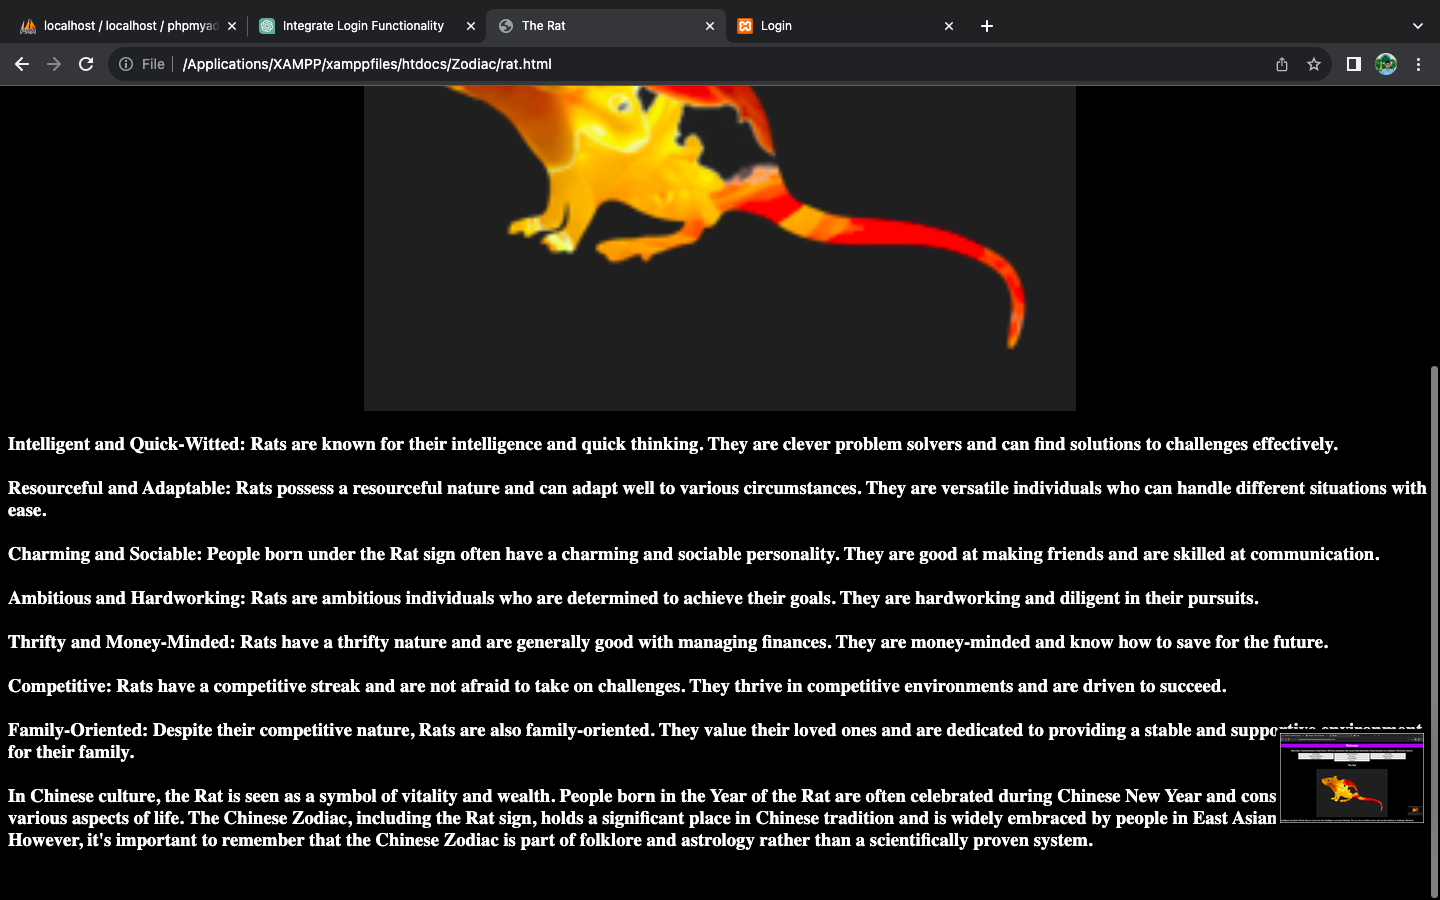 localhost / localhost / phpmyad
Integrate Login Functionality
The Rat
Login
File
/Applications/XAMPP/xamppfiles/htdocs/Zodiac/rat.html
Intelligent and Quick-Witted: Rats are known for their intelligence and quick thinking. They are clever problem solvers and can find solutions to challenges effectively.
Resourceful and Adaptable: Rats possess a resourceful nature and can adapt well to various circumstances. They are versatile individuals who can handle different situations with
ease.
Charming and Sociable: People born under the Rat sign often have a charming and sociable personality. They are good at making friends and are skilled at communication.
Ambitious and Hardworking: Rats are ambitious individuals who are determined to achieve their goals. They are hardworking and diligent in their pursuits.
Thrifty and Money-Minded: Rats have a thrifty nature and are generally good with managing finances. They are money-minded and know how to save for the future.
Competitive: Rats have a competitive streak and are not afraid to take on challenges. They thrive in competitive environments and are driven to succeed.
Family-Oriented: Despite their competitive nature, Rats are also family-oriented. They value their loved ones and are dedicated to providing a stable and supportive environment
for their family.
In Chinese culture, the Rat is seen as a symbol of vitality and wealth. People born in the Year of the Rat are often celebrated during Chinese New Year and cons
various aspects of life. The Chinese Zodiac, including the Rat sign, holds a significant place in Chinese tradition and is widely embraced by people in East Asian
However, it's important to remember that the Chinese Zodiac is part of folklore and astrology rather than a scientifically proven system.